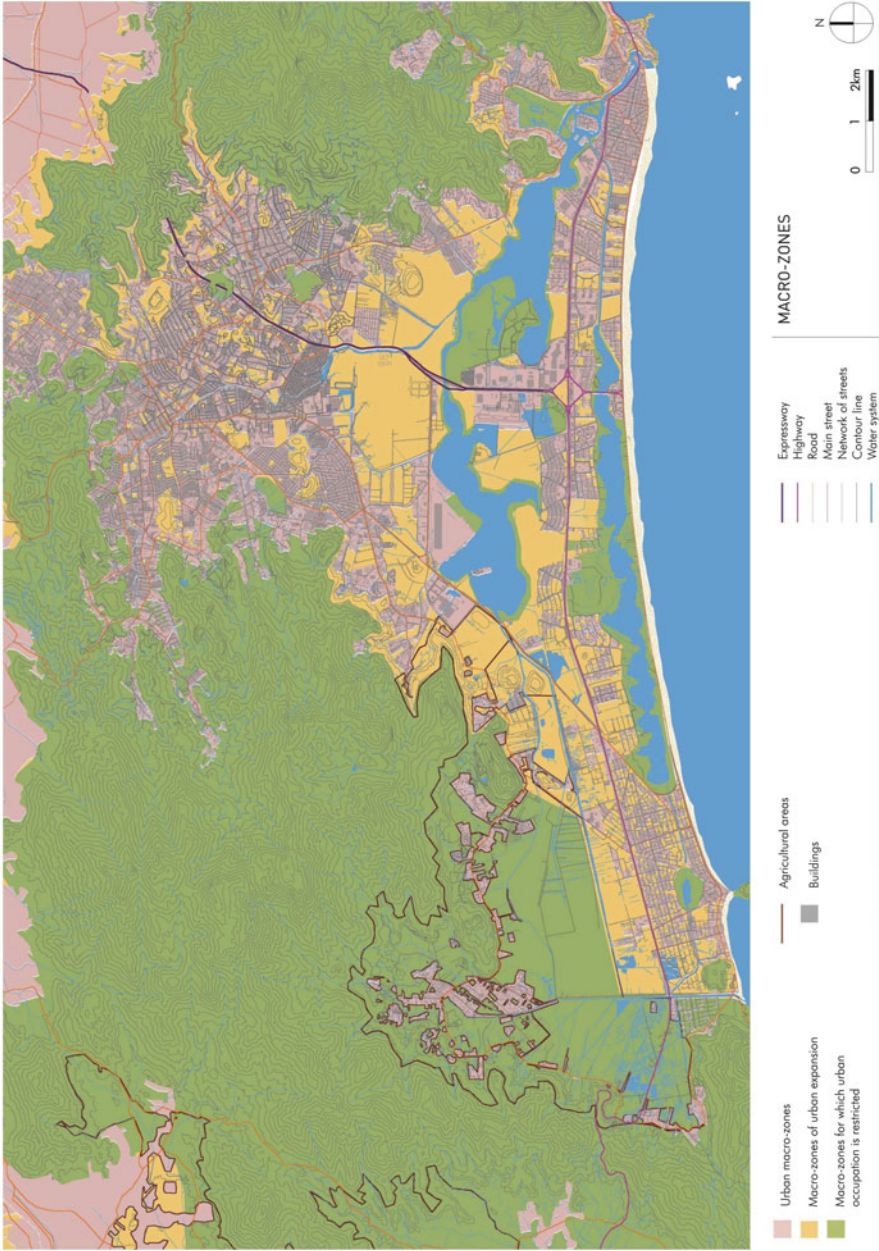 N
0 1 2km
MACRO-ZONES
Urban macro-zones
Macro-zones of urban expansion
Macro-zones for which urban
occupation is restricted
Agricultural areas
Buildings
Expressway
Highway
Road
Main street
Network of streets
Contour line
Water system